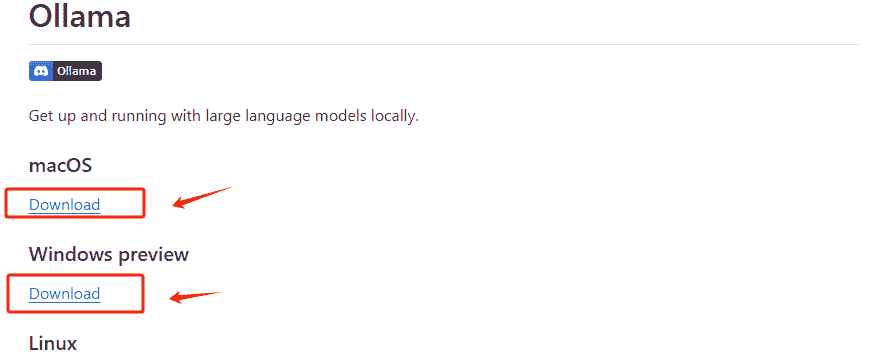 Ollama
Ollama
Get up and running with large language models locally.
macOS
Download
Windows preview
Download
Linux